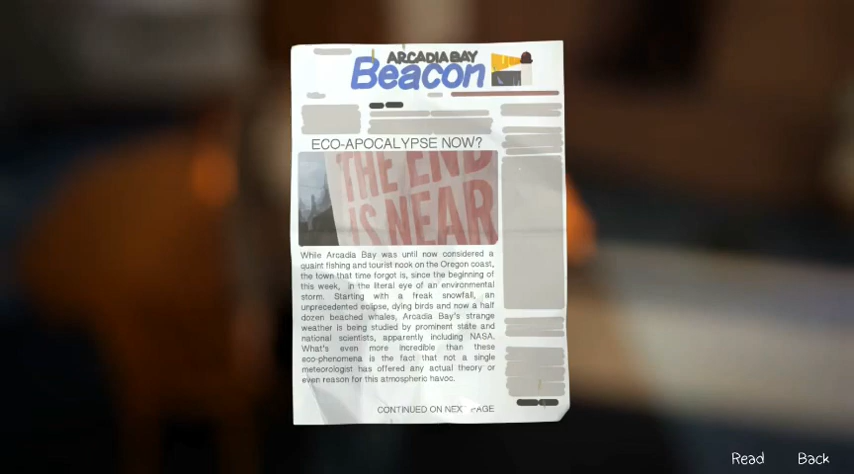 ARCADIA BAY
Beacon
ECO-APOCALYPSE NOW?
THE END
IS NEAR
While Arcadia Bay was until now considered a
quaint fishing and tourist nook on the Oregon coast,
the town that time forgot is, since the beginning of
this week, in the literal eye of an environmental
storm. Starting with a freak snowfall, an
unprecedented eclipse, dying birds and now a half
dozen beached whales, Arcadia Bay's strange
weather is being studied by prominent state and
national scientists, apparently including NASA.
What's even more incredible than these
eco-phenomena is the fact that not a single
meteorologist has offered any actual theory or
even reason for this atmospheric havoc.
CONTINUED ON NEXT PAGE
Read Back